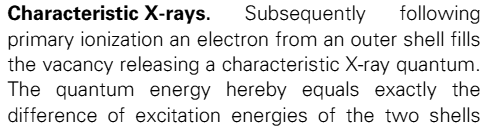 Characteristic X-rays. Subsequently following
primary ionization an electron from an outer shell fills
the vacancy releasing a characteristic X-ray quantum.
The quantum energy hereby equals exactly the
difference of excitation energies of the two shells